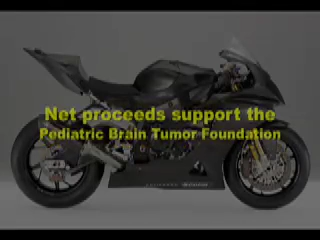 Net proceeds support the
Pediatric Brain Tumor Foundation